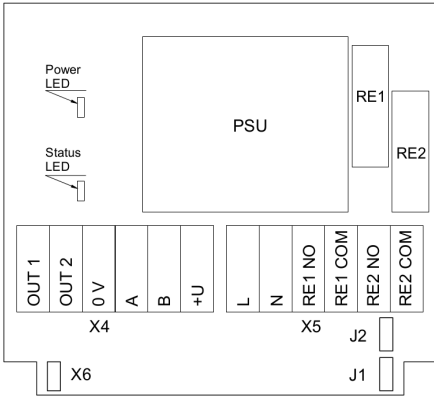 Power
LED
PSU
RE1
RE2
Status
LED
OUT 1
OUT 2
0 V
A
B
+U
L
N
RE1 NO
RE1 COM
RE2 NO
RE2 COM
X4
X5
J2
X6
J1